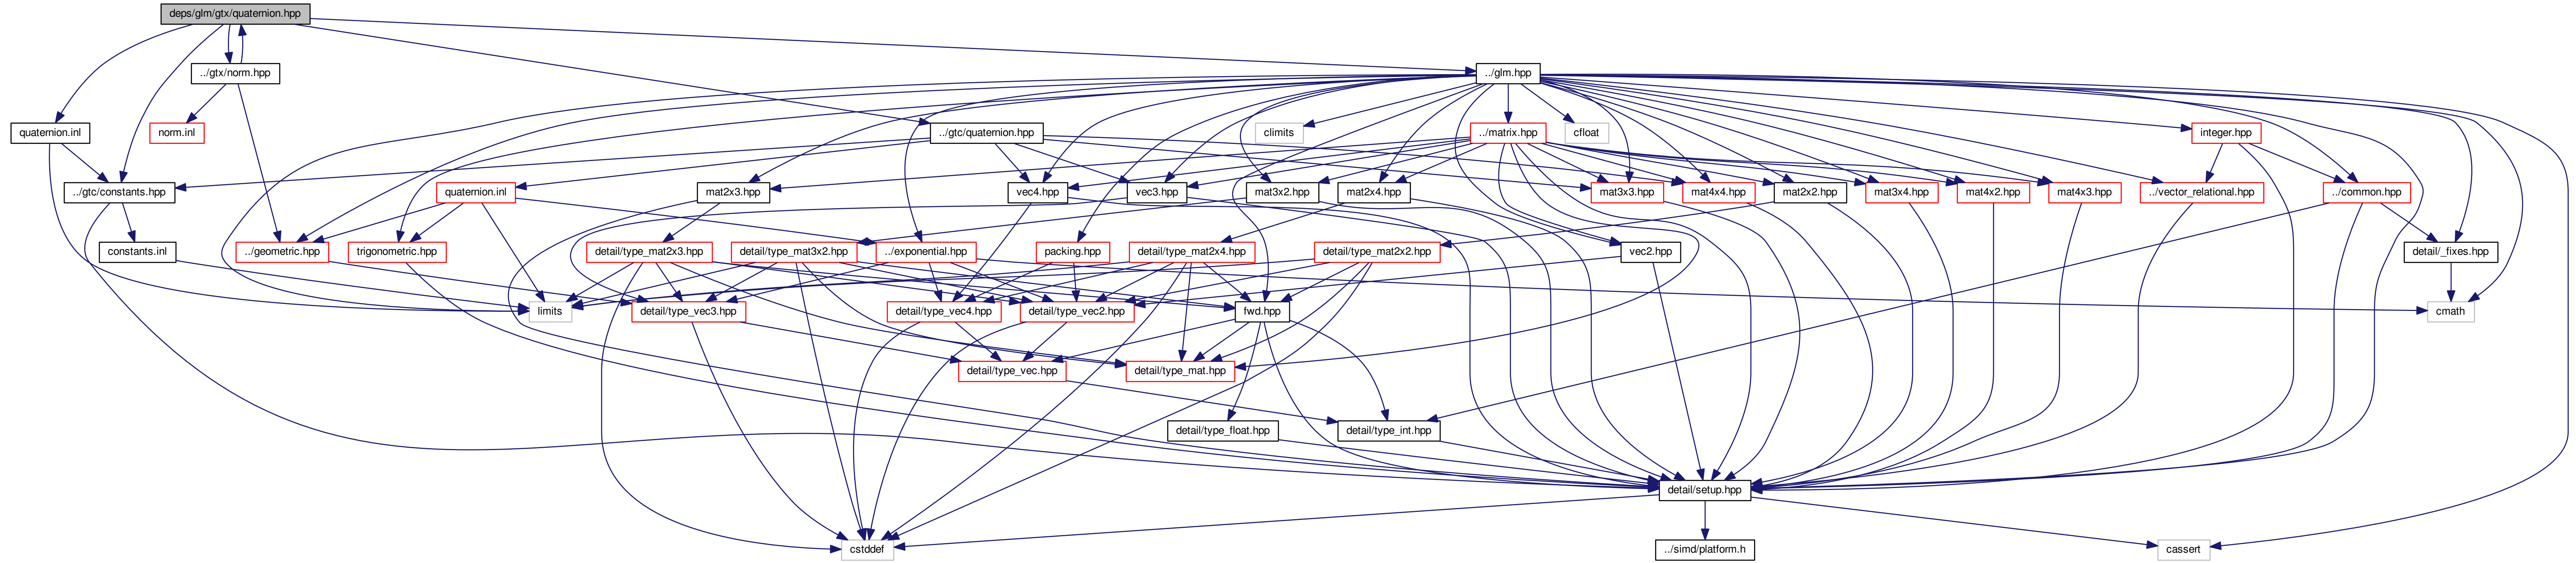 deps/glm/gtx/quaternion.hpp
../gtx/norm.hpp
../glm.hpp
quaternion.inl
norm.inl
../gtc/quaternion.hpp
climits
../matrix.hpp
cfloat
integer.hpp
../gtc/constants.hpp
quaternion.inl
mat2x3.hpp
vec4.hpp
vec3.hpp
mat3x2.hpp
mat2x4.hpp
mat3x3.hpp
mat4x4.hpp
mat2x2.hpp
mat3x4.hpp
mat4x2.hpp
mat4x3.hpp
../vector_relational.hpp
../common.hpp
constants.inl
../geometric.hpp
trigonometric.hpp
detail/type_mat2x3.hpp
detail/type_mat3x2.hpp
../exponential.hpp
packing.hpp
detail/type_mat2x4.hpp
detail/type_mat2x2.hpp
vec2.hpp
detail/_fixes.hpp
limits
detail/type_vec3.hpp
detail/type_vec4.hpp
detail/type_vec2.hpp
fwd.hpp
cmath
detail/type_vec.hpp
detail/type_mat.hpp
detail/type_float.hpp
detail/type_int.hpp
detail/setup.hpp
cstddef
../simd/platform.h
cassert